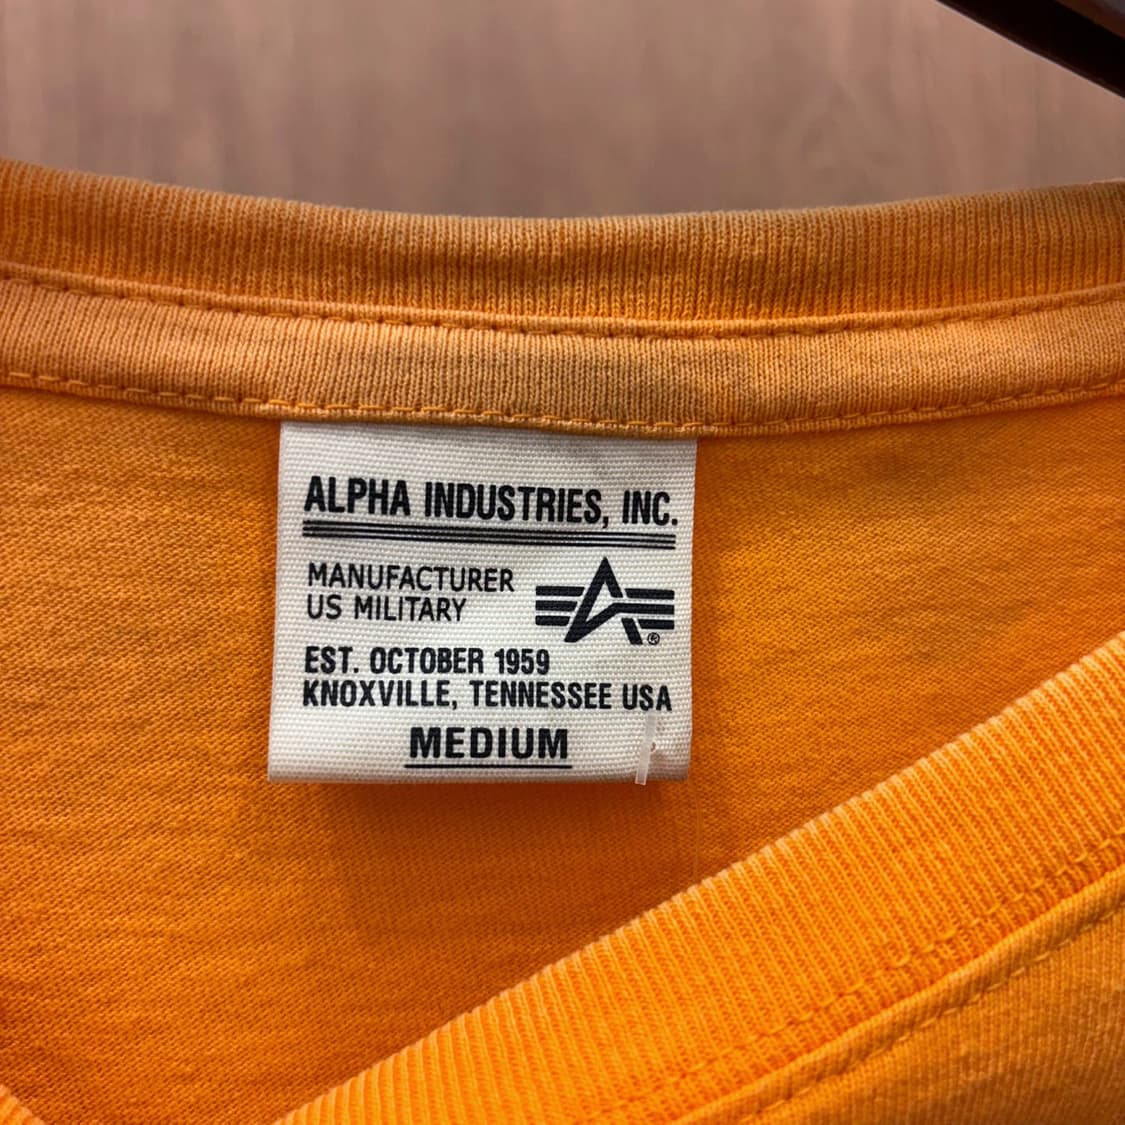 ALPHA INDUSTRIES, INC.
MANUFACTURER
US MILITARY
®
EST. OCTOBER 1959
KNOXVILLE, TENNESSEE USA
MEDIUM